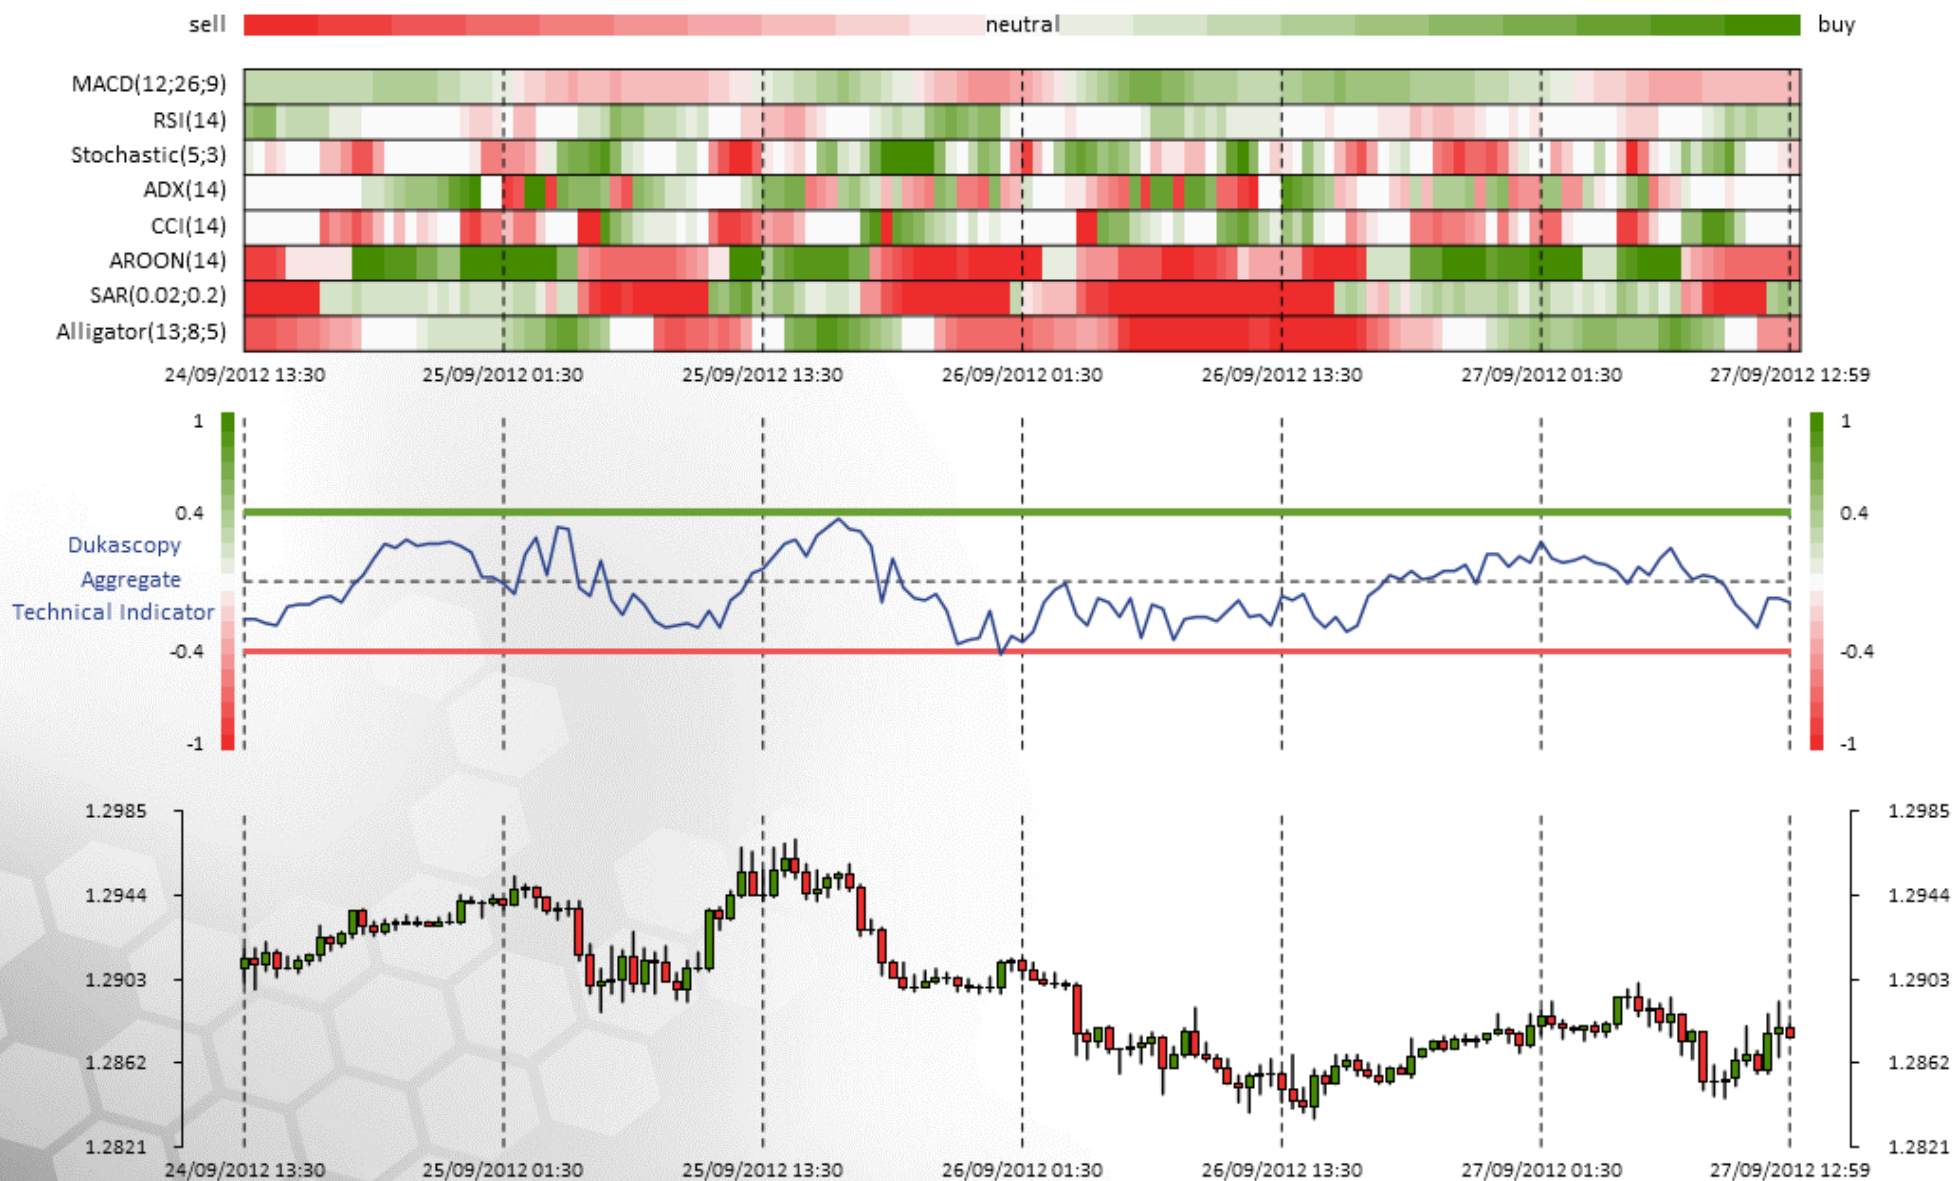 sell neutral buy
MACD(12;26;9)
RSI(14)
Stochastic(5;3)
ADX(14)
CCI(14)
AROON(14)
SAR(0.02;0.2)
Alligator(13;8;5)
24/09/2012 13:30 25/09/2012 01:30 25/09/2012 13:30 26/09/2012 01:30 26/09/2012 13:30 27/09/2012 01:30 27/09/2012 12:59
1 1
0.4 0.4
Dukascopy
Aggregate
Technical Indicator
-0.4 -0.4
-1 -1
1.2985 1.2985
1.2944 1.2944
1.2903 1.2903
1.2862 1.2862
1.2821 1.2821
24/09/2012 13:30 25/09/2012 01:30 25/09/2012 13:30 26/09/2012 01:30 26/09/2012 13:30 27/09/2012 01:30 27/09/2012 12:59